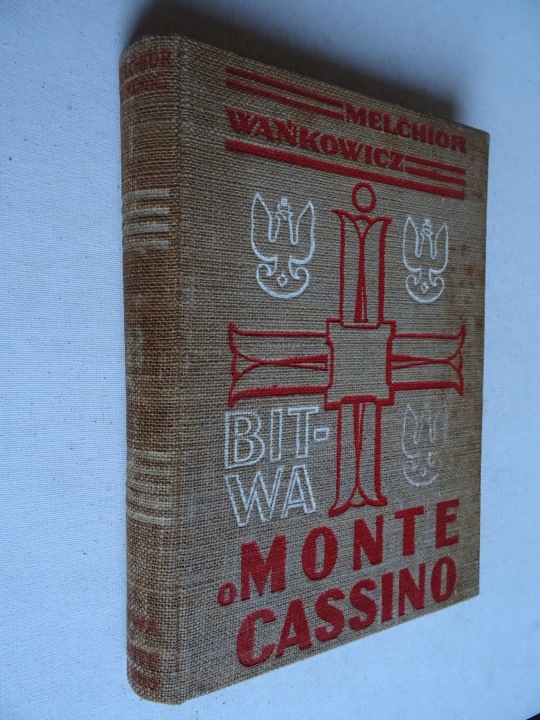 MELCHIOR
WAŃKOWICZ
BIT-
WA
o MONTE
CASSINO